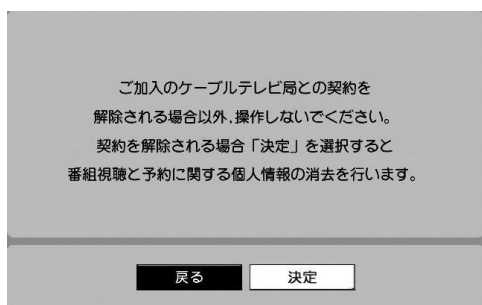 ご加入のケーブルテレビ局との契約を
解除される場合以外,操作しないでください。
契約を解除される場合「決定」を選択すると
番組視聴と予約に関する個人情報の消去を行います。
戻る
決定